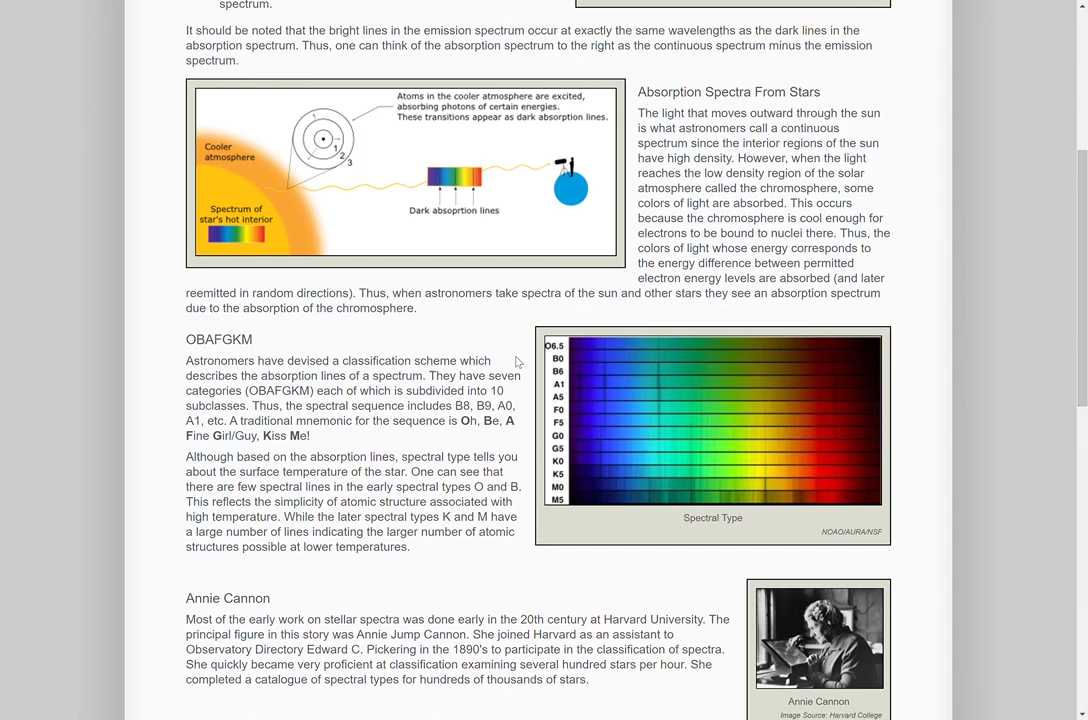 spectrum.
It should be noted that the bright lines in the emission spectrum occur at exactly the same wavelengths as the dark lines in the
absorption spectrum. Thus, one can think of the absorption spectrum to the right as the continuous spectrum minus the emission
spectrum.
Atoms in the cooler atmosphere are excited,
absorbing photons of certain energies.
These transitions appear as dark absorption lines.
1
2
3
Cooler
atmosphere
Spectrum of
star's hot interior
Dark absoprtion lines
Absorption Spectra From Stars
The light that moves outward through the sun
is what astronomers call a continuous
spectrum since the interior regions of the sun
have high density. However, when the light
reaches the low density region of the solar
atmosphere called the chromosphere, some
colors of light are absorbed. This occurs
because the chromosphere is cool enough for
electrons to be bound to nuclei there. Thus, the
colors of light whose energy corresponds to
the energy difference between permitted
electron energy levels are absorbed (and later
reemitted in random directions). Thus, when astronomers take spectra of the sun and other stars they see an absorption spectrum
due to the absorption of the chromosphere.
OBAFGKM
Astronomers have devised a classification scheme which
describes the absorption lines of a spectrum. They have seven
categories (OBAFGKM) each of which is subdivided into 10
subclasses. Thus, the spectral sequence includes B8, B9, A0,
A1, etc. A traditional mnemonic for the sequence is Oh, Be, A
Fine Girl/Guy, Kiss Me!
Although based on the absorption lines, spectral type tells you
about the surface temperature of the star. One can see that
there are few spectral lines in the early spectral types O and B.
This reflects the simplicity of atomic structure associated with
high temperature. While the later spectral types K and M have
a large number of lines indicating the larger number of atomic
structures possible at lower temperatures.
O6.5
B0
B6
A1
A5
F0
F5
G0
G5
K0
K5
M0
M5
Spectral Type
NOAO/AURA/NSF
Annie Cannon
Most of the early work on stellar spectra was done early in the 20th century at Harvard University. The
principal figure in this story was Annie Jump Cannon. She joined Harvard as an assistant to
Observatory Directory Edward C. Pickering in the 1890's to participate in the classification of spectra.
She quickly became very proficient at classification examining several hundred stars per hour. She
completed a catalogue of spectral types for hundreds of thousands of stars.
Annie Cannon
Image Source: Harvard College